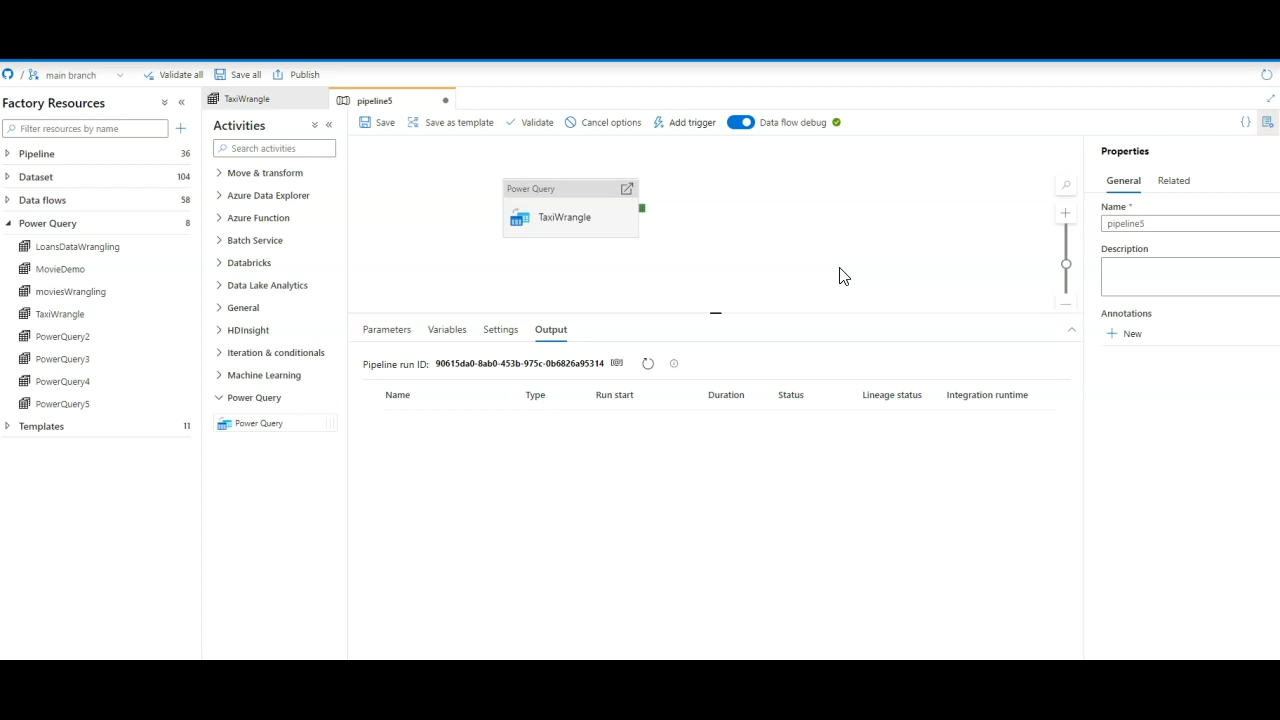 / main branch Validate all Save all Publish
Factory Resources
Filter resources by name
Pipeline 36
Dataset 104
Data flows 58
Power Query 8
LoansDataWrangling
MovieDemo
moviesWrangling
TaxiWrangle
PowerQuery2
PowerQuery3
PowerQuery4
PowerQuery5
Templates 11
TaxiWrangle
pipeline5
Activities
Search activities
Move & transform
Azure Data Explorer
Azure Function
Batch Service
Databricks
Data Lake Analytics
General
HDInsight
Iteration & conditionals
Machine Learning
Power Query
Power Query
Save Save as template Validate Cancel options Add trigger Data flow debug {}
Power Query
TaxiWrangle
Parameters Variables Settings Output
Pipeline run ID: 90615da0-8ab0-453b-975c-0b6826a95314
Name Type Run start Duration Status Lineage status Integration runtime
Properties
General Related
Name *
pipeline5
Description
Annotations
New